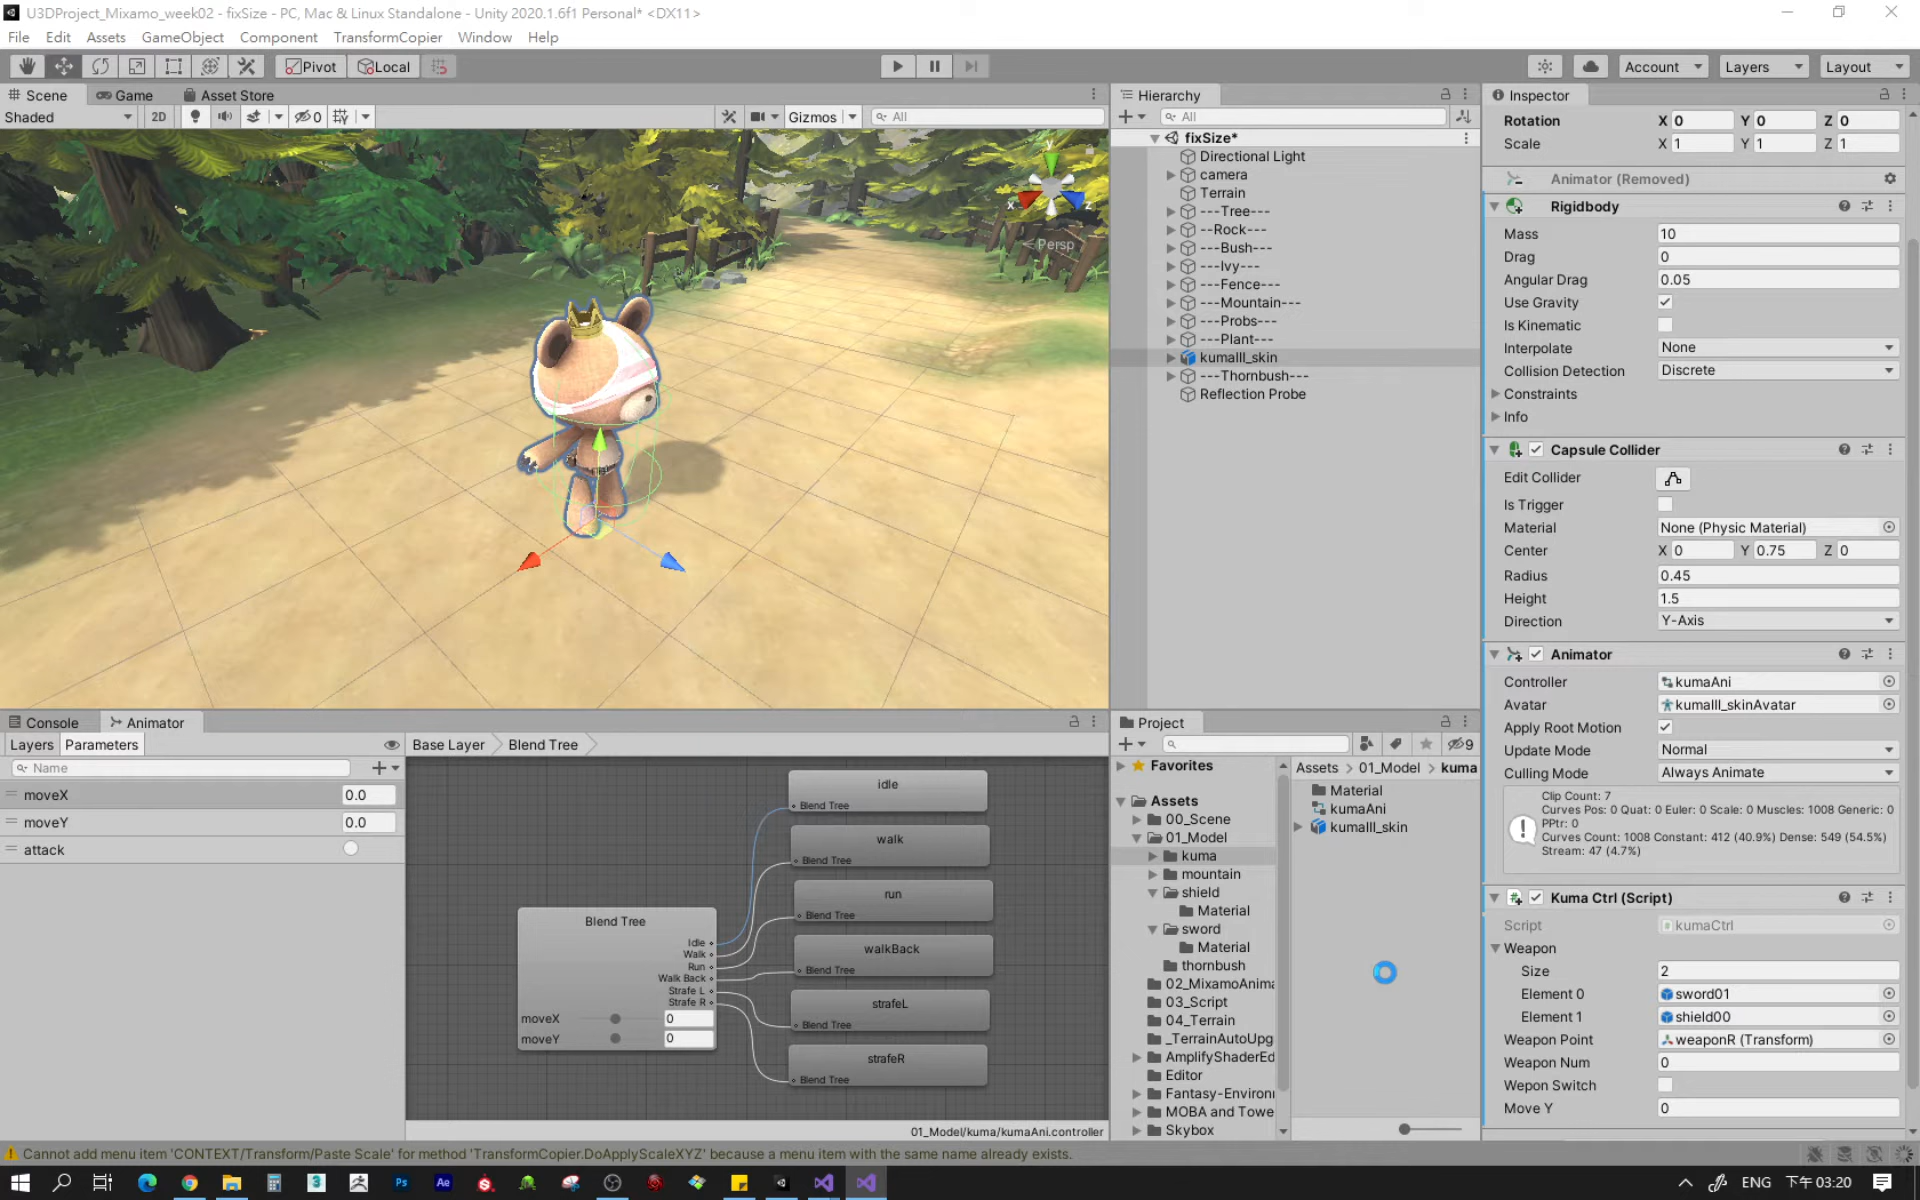 U3DProject_Mixamo_week02 - fixSize - PC, Mac & Linux Standalone - Unity 2020.1.6f1 Personal* <DX11>
File Edit Assets GameObject Component TransformCopier Window Help
Pivot Local Account Layers Layout
Scene Game Asset Store
Shaded 2D 0 Gizmos All
y
x
z
Persp
Hierarchy
All
fixSize*
Directional Light
camera
Terrain
---Tree---
--Rock---
---Bush---
---Ivy---
---Fence---
---Mountain---
---Probs---
---Plant---
kumaIII_skin
---Thornbush---
Reflection Probe
Inspector
Rotation X 0 Y 0 Z 0
Scale X 1 Y 1 Z 1
Animator (Removed)
Rigidbody
Mass 10
Drag 0
Angular Drag 0.05
Use Gravity
Is Kinematic
Interpolate None
Collision Detection Discrete
Constraints
Info
Capsule Collider
Edit Collider
Is Trigger
Material None (Physic Material)
Center X 0 Y 0.75 Z 0
Radius 0.45
Height 1.5
Direction Y-Axis
Animator
Controller kumaAni
Avatar kumaIII_skinAvatar
Apply Root Motion
Update Mode Normal
Culling Mode Always Animate
Clip Count: 7
Curves Pos: 0 Quat: 0 Euler: 0 Scale: 0 Muscles: 1008 Generic: 0
PPtr: 0
Curves Count: 1008 Constant: 412 (40.9%) Dense: 549 (54.5%)
Stream: 47 (4.7%)
Kuma Ctrl (Script)
Script kumaCtrl
Weapon
Size 2
Element 0 sword01
Element 1 shield00
Weapon Point weaponR (Transform)
Weapon Num 0
Wepon Switch
Move Y 0
Console Animator
Layers Parameters
Name
moveX 0.0
moveY 0.0
attack
Base Layer Blend Tree
Blend Tree
Idle
Walk
Run
Walk Back
Strafe L
Strafe R
moveX 0
moveY 0
idle
Blend Tree
walk
Blend Tree
run
Blend Tree
walkBack
Blend Tree
strafeL
Blend Tree
strafeR
Blend Tree
01_Model/kuma/kumaAni.controller
Project
9
Favorites
Assets
00_Scene
01_Model
kuma
mountain
shield
Material
sword
Material
thornbush
02_MixamoAnima
03_Script
04_Terrain
_TerrainAutoUpg
AmplifyShaderEd
Editor
Fantasy-Environ
MOBA and Towe
Skybox
Assets > 01_Model > kuma
Material
kumaAni
kumaIII_skin
Cannot add menu item 'CONTEXT/Transform/Paste Scale' for method 'TransformCopier.DoApplyScaleXYZ' because a menu item with the same name already exists.
3 Ps Ae
ENG 下午 03:20